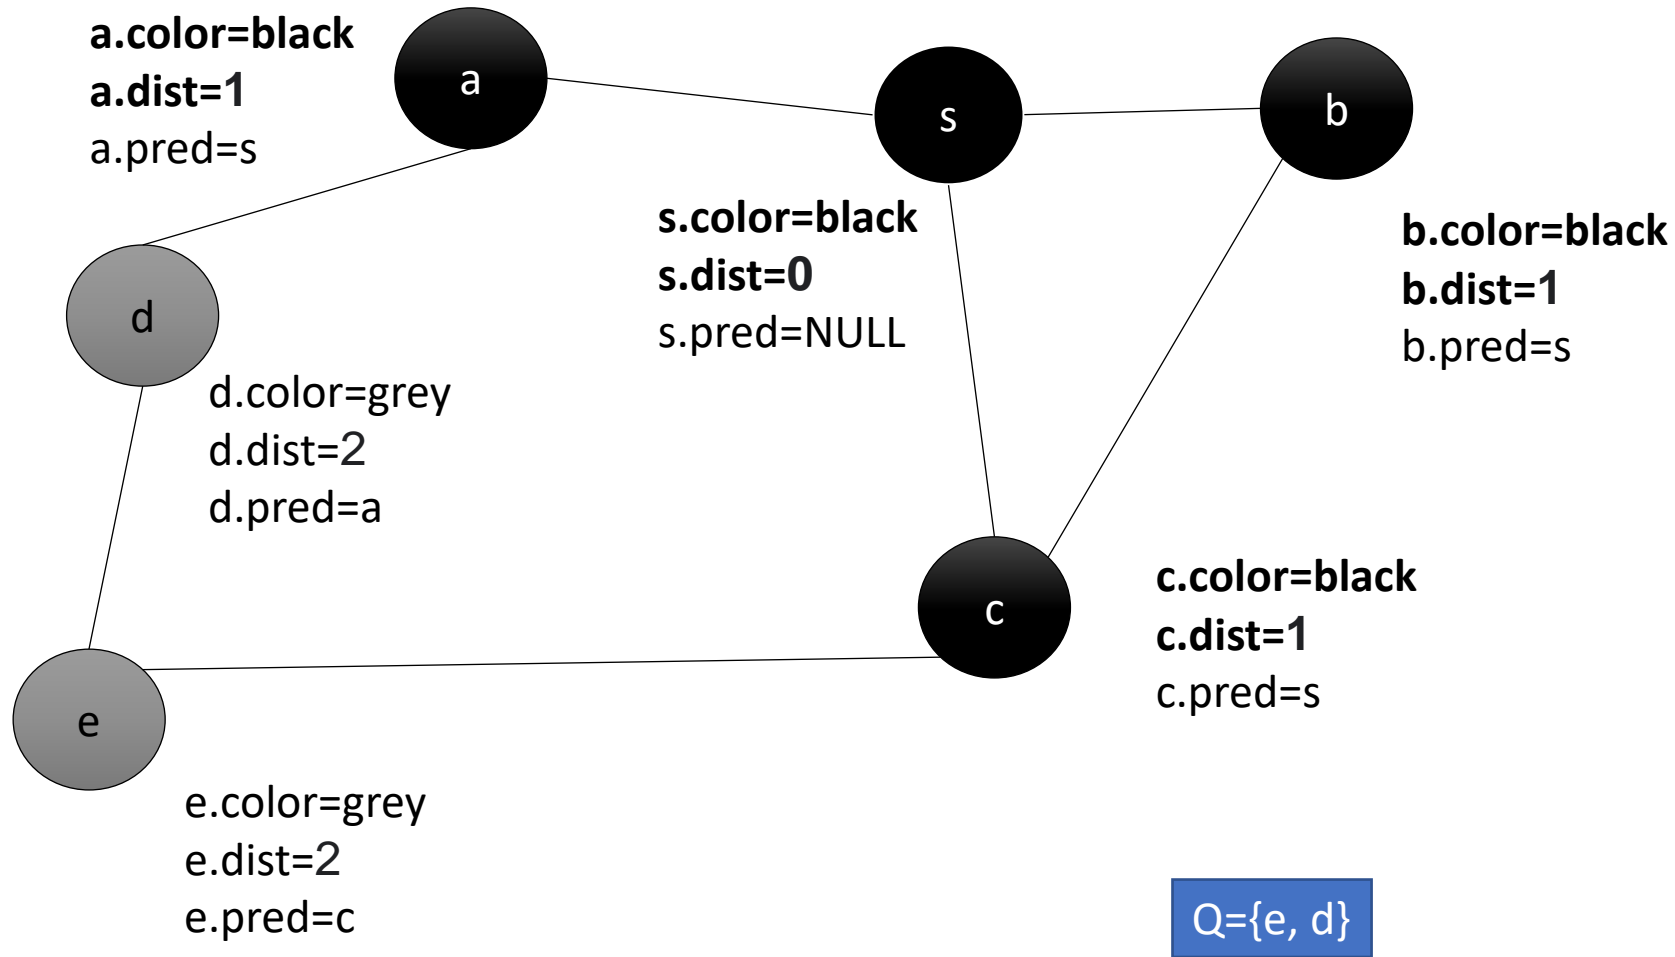 a.color=black
a.dist=1
a.pred=s
a
s
b
s.color=black
s.dist=0
s.pred=NULL
b.color=black
b.dist=1
b.pred=s
d
d.color=grey
d.dist=2
d.pred=a
c
c.color=black
c.dist=1
c.pred=s
e
e.color=grey
e.dist=2
e.pred=c
Q={e, d}